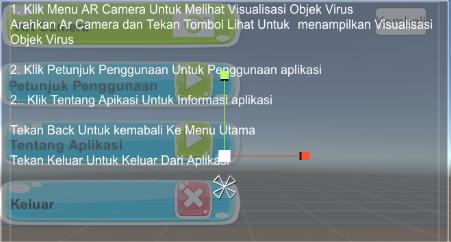 1. Klik Menu AR Camera Untuk Melihat Visualisasi Objek Virus
Arahkan Ar Camera dan Tekan Tombol Lihat Untuk menampilkan Visualisasi
Objek Virus
2. Klik Petunjuk Penggunaan Untuk Penggunaan aplikasi
Petunjuk Penggunaan
2.. Klik Tentang Apikasi Untuk Informasi aplikasi
Tekan Back Untuk kemabali Ke Menu Utama
Tentang Aplikasi
Tekan Keluar Untuk Keluar Dari Aplikasi
Keluar